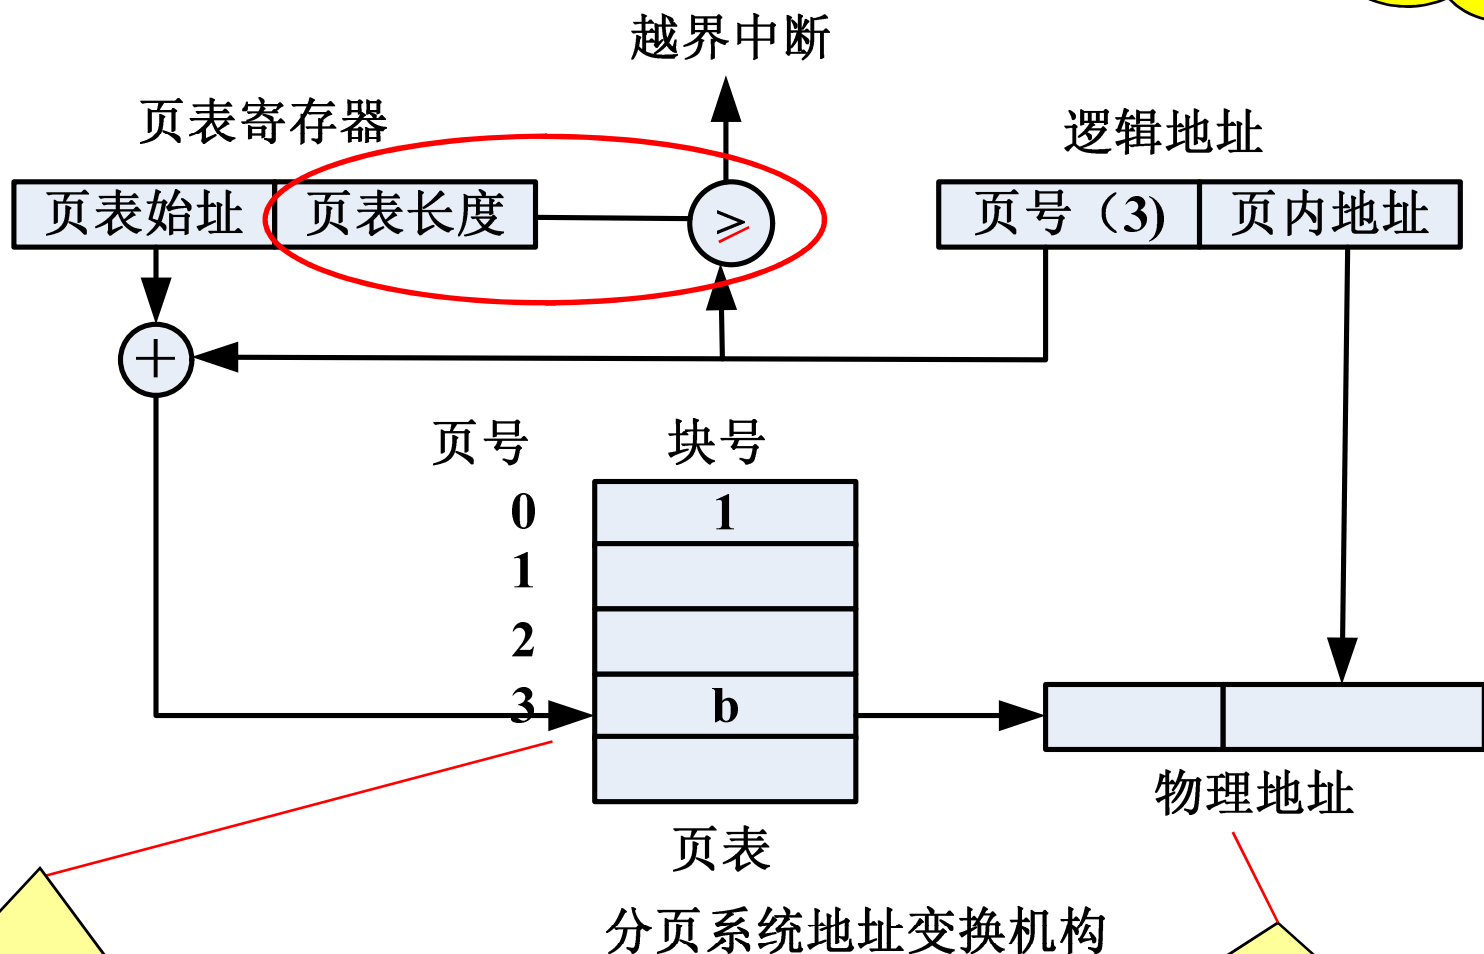 越界中断
页表寄存器
逻辑地址
页表始址 页表长度 ≥ 页号（3) 页内地址
+
页号 块号
0 1
1
2
3 b
物理地址
页表
分页系统地址变换机构